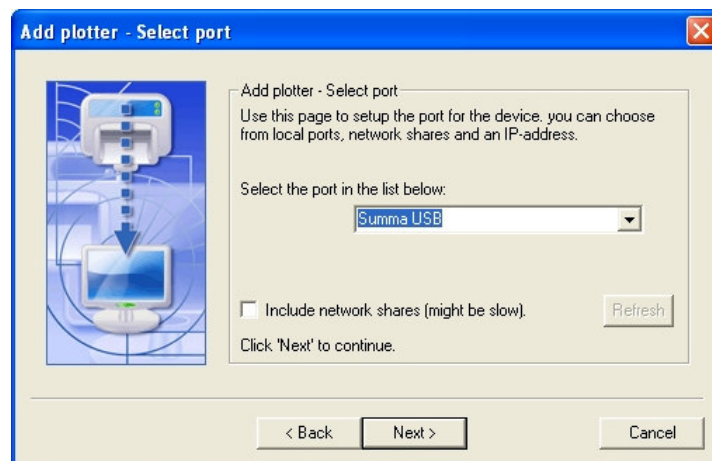 Add plotter - Select port
Add plotter - Select port
Use this page to setup the port for the device. you can choose
from local ports, network shares and an IP-address.
Select the port in the list below:
Summa USB
Include network shares (might be slow).
Refresh
Click 'Next' to continue.
< Back
Next >
Cancel